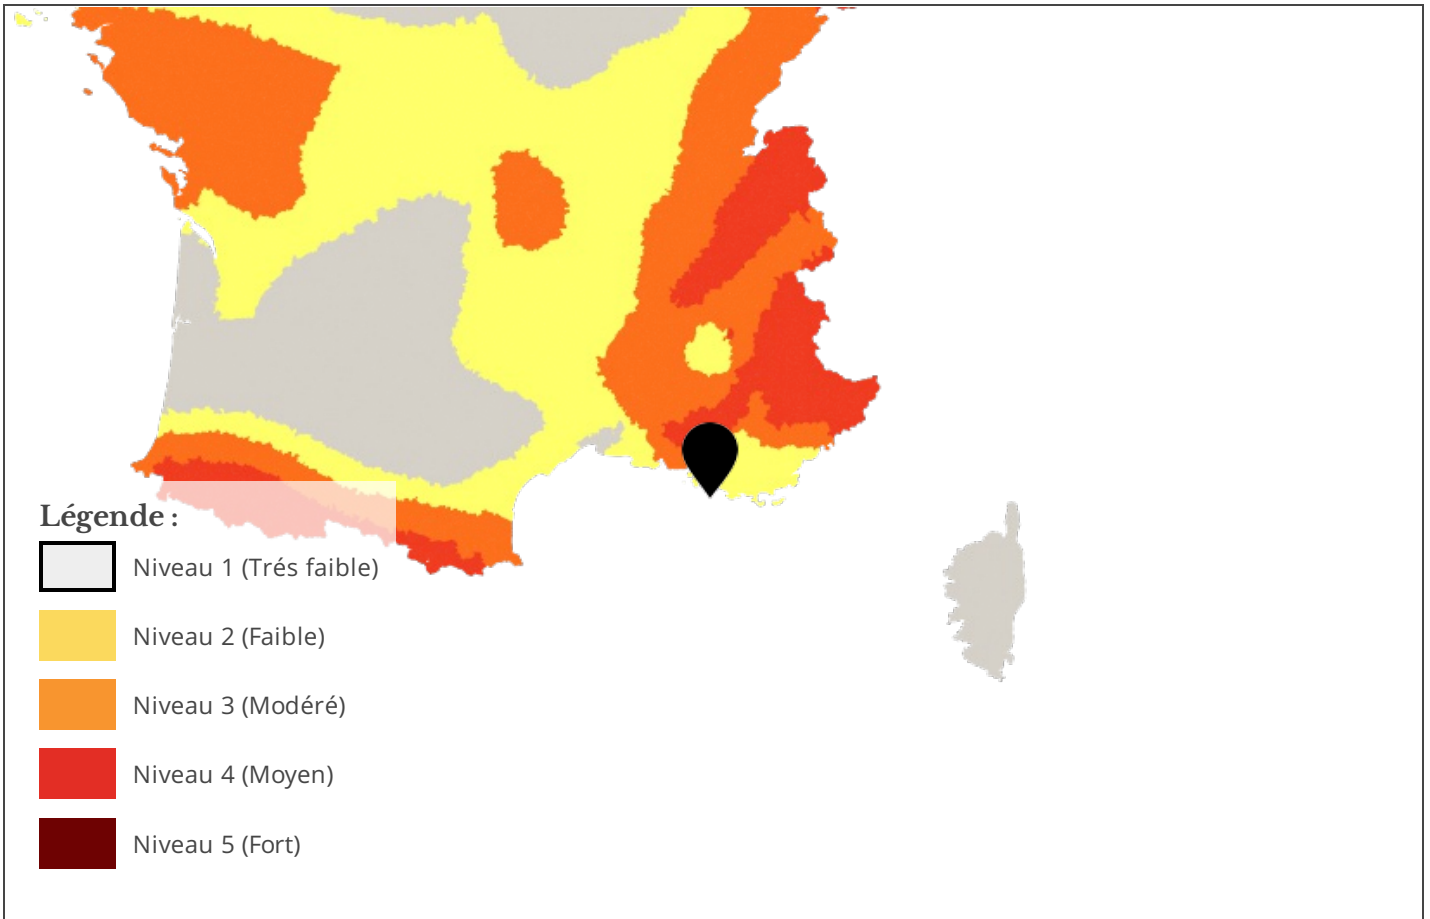 Légende :
Niveau 1 (Trés faible)
Niveau 2 (Faible)
Niveau 3 (Modéré)
Niveau 4 (Moyen)
Niveau 5 (Fort)